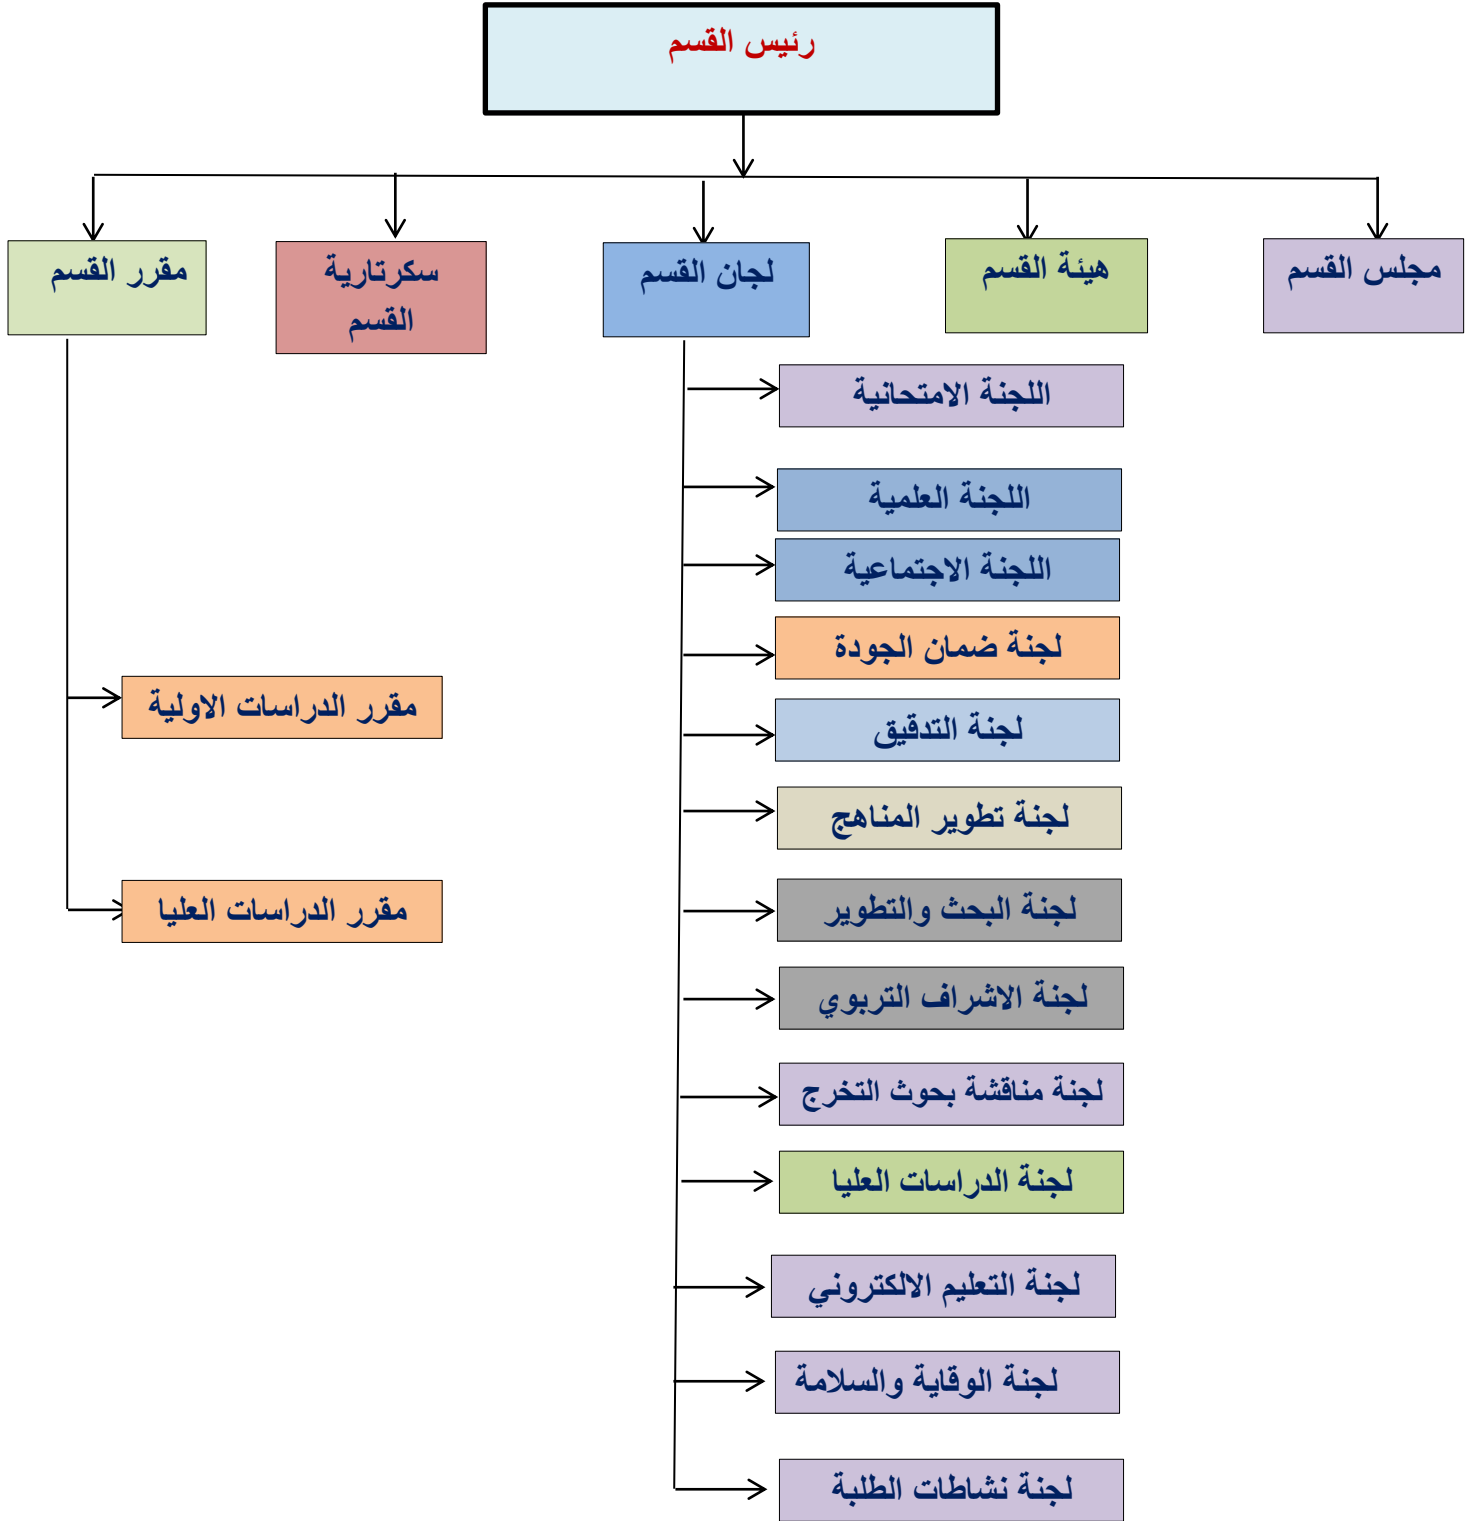 رئيس القسم
مجلس القسم
هيئة القسم
لجان القسم
سكرتارية
القسم
مقرر القسم
اللجنة الامتحانية
اللجنة العلمية
اللجنة الاجتماعية
لجنة ضمان الجودة
لجنة التدقيق
لجنة تطوير المناهج
لجنة البحث والتطوير
لجنة الاشراف التربوي
لجنة مناقشة بحوث التخرج
لجنة الدراسات العليا
لجنة التعليم الالكتروني
لجنة الوقاية والسلامة
لجنة نشاطات الطلبة
مقرر الدراسات الاولية
مقرر الدراسات العليا